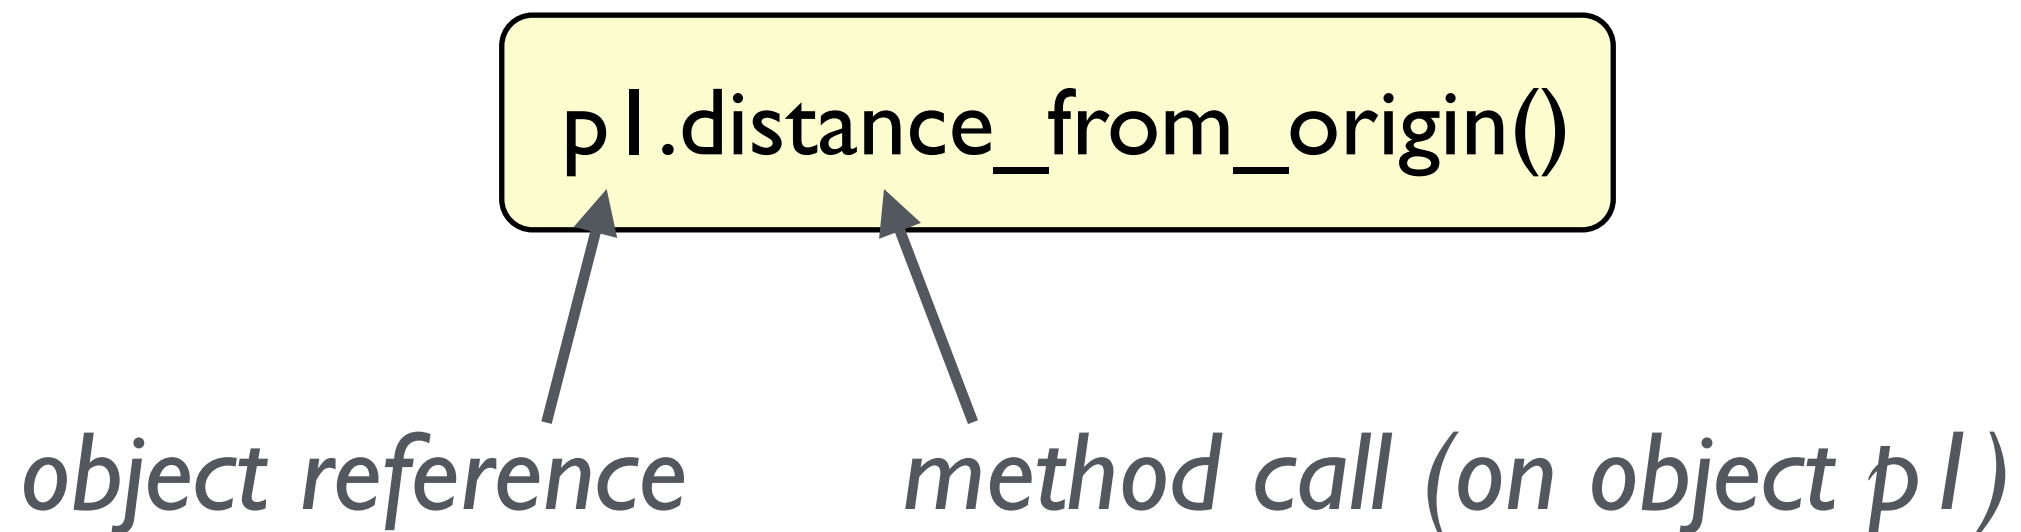 p1.distance_from_origin()
object reference
method call (on object p1)